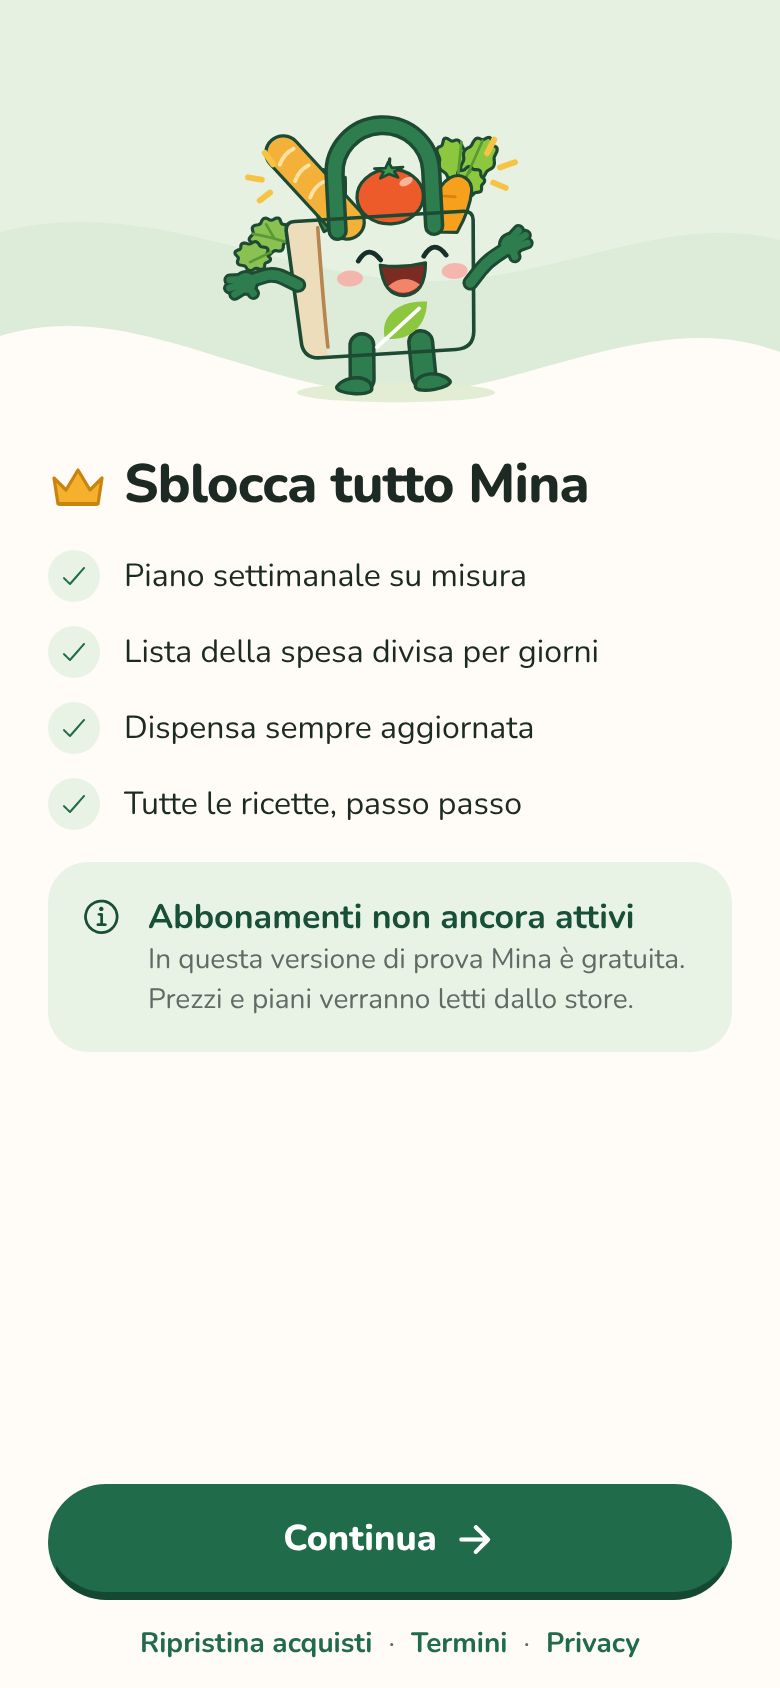 Sblocca tutto Mina
Piano settimanale su misura
Lista della spesa divisa per giorni
Dispensa sempre aggiornata
Tutte le ricette, passo passo
Abbonamenti non ancora attivi
In questa versione di prova Mina è gratuita.
Prezzi e piani verranno letti dallo store.
Continua
Ripristina acquisti · Termini · Privacy